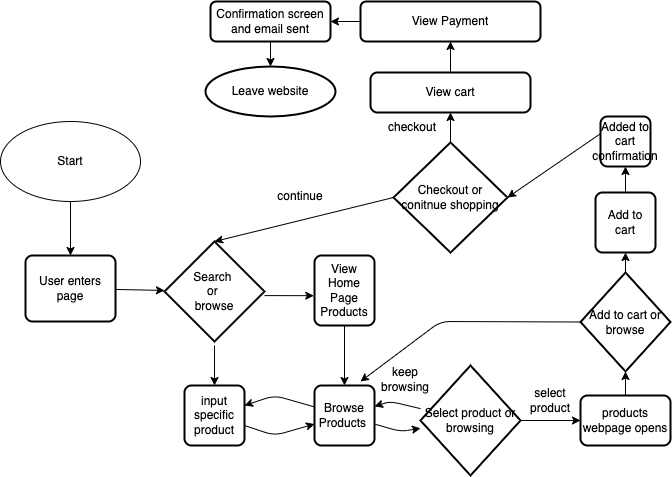 Confirmation screen
and email sent
View Payment
Leave website
View cart
checkout
Added to
cart
confirmation
Start
Checkout or
conitnue shopping
continue
Add to
cart
User enters
page
Search
or
browse
View
Home
Page
Products
Add to cart or
browse
keep
browsing
input
specific
product
Browse
Products
Select product or
browsing
select
product
products
webpage opens